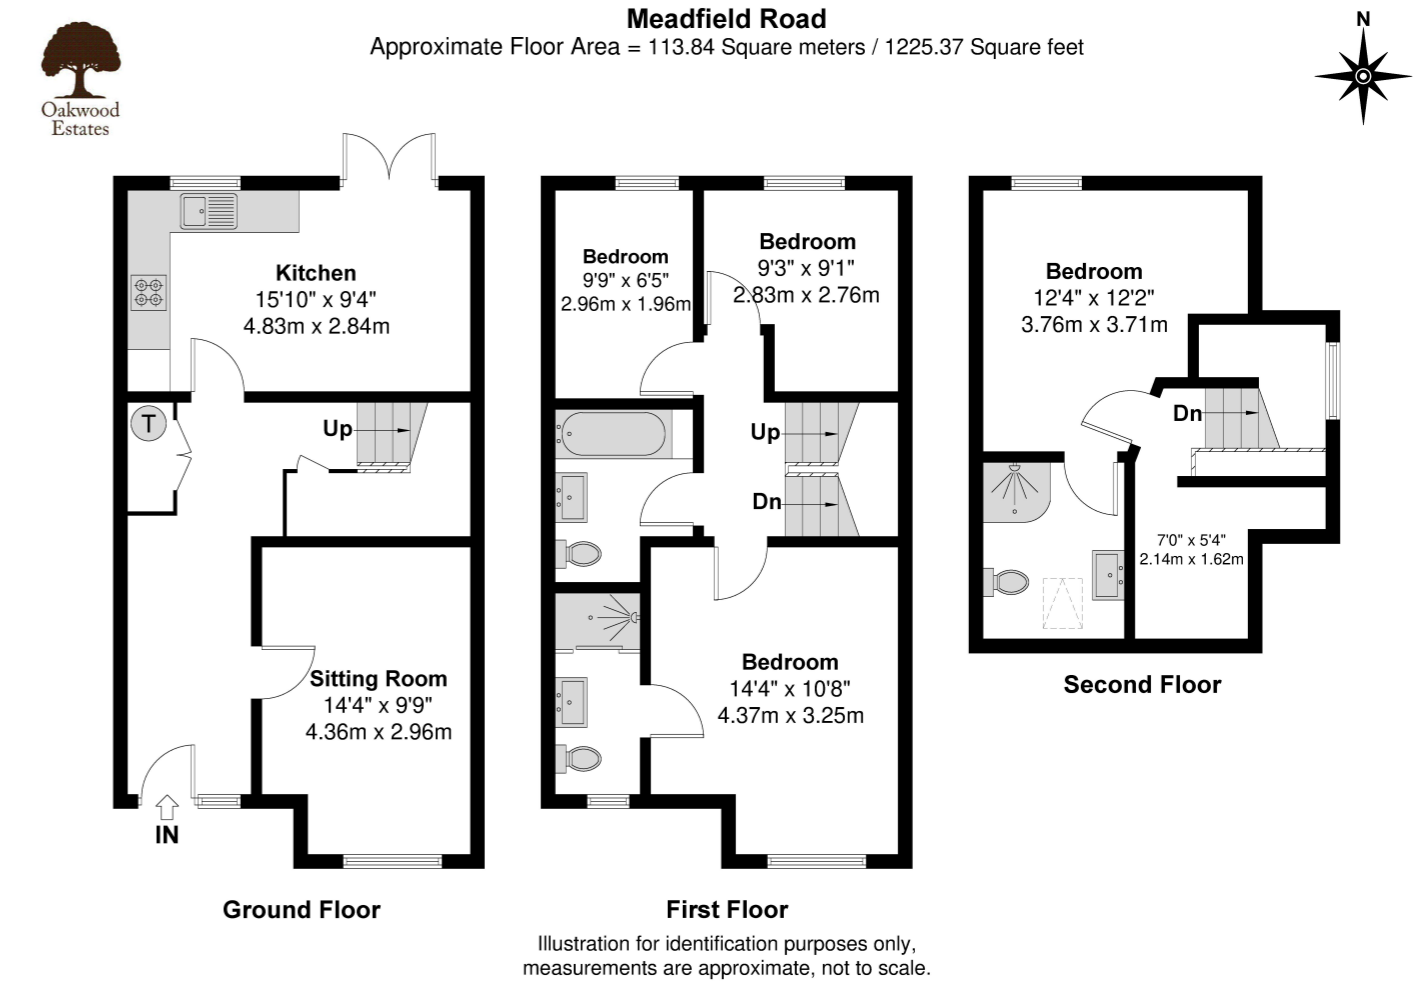 Meadfield Road
Approximate Floor Area = 113.84 Square meters / 1225.37 Square feet
Oakwood
Estates
N
Kitchen
15'10" x 9'4"
4.83m x 2.84m
T
Up
Sitting Room
14'4" x 9'9"
4.36m x 2.96m
IN
Ground Floor
Bedroom
9'9" x 6'5"
2.96m x 1.96m
Bedroom
9'3" x 9'1"
2.83m x 2.76m
Up
Dn
Bedroom
14'4" x 10'8"
4.37m x 3.25m
First Floor
Bedroom
12'4" x 12'2"
3.76m x 3.71m
Dn
7'0" x 5'4"
2.14m x 1.62m
Second Floor
Illustration for identification purposes only,
measurements are approximate, not to scale.